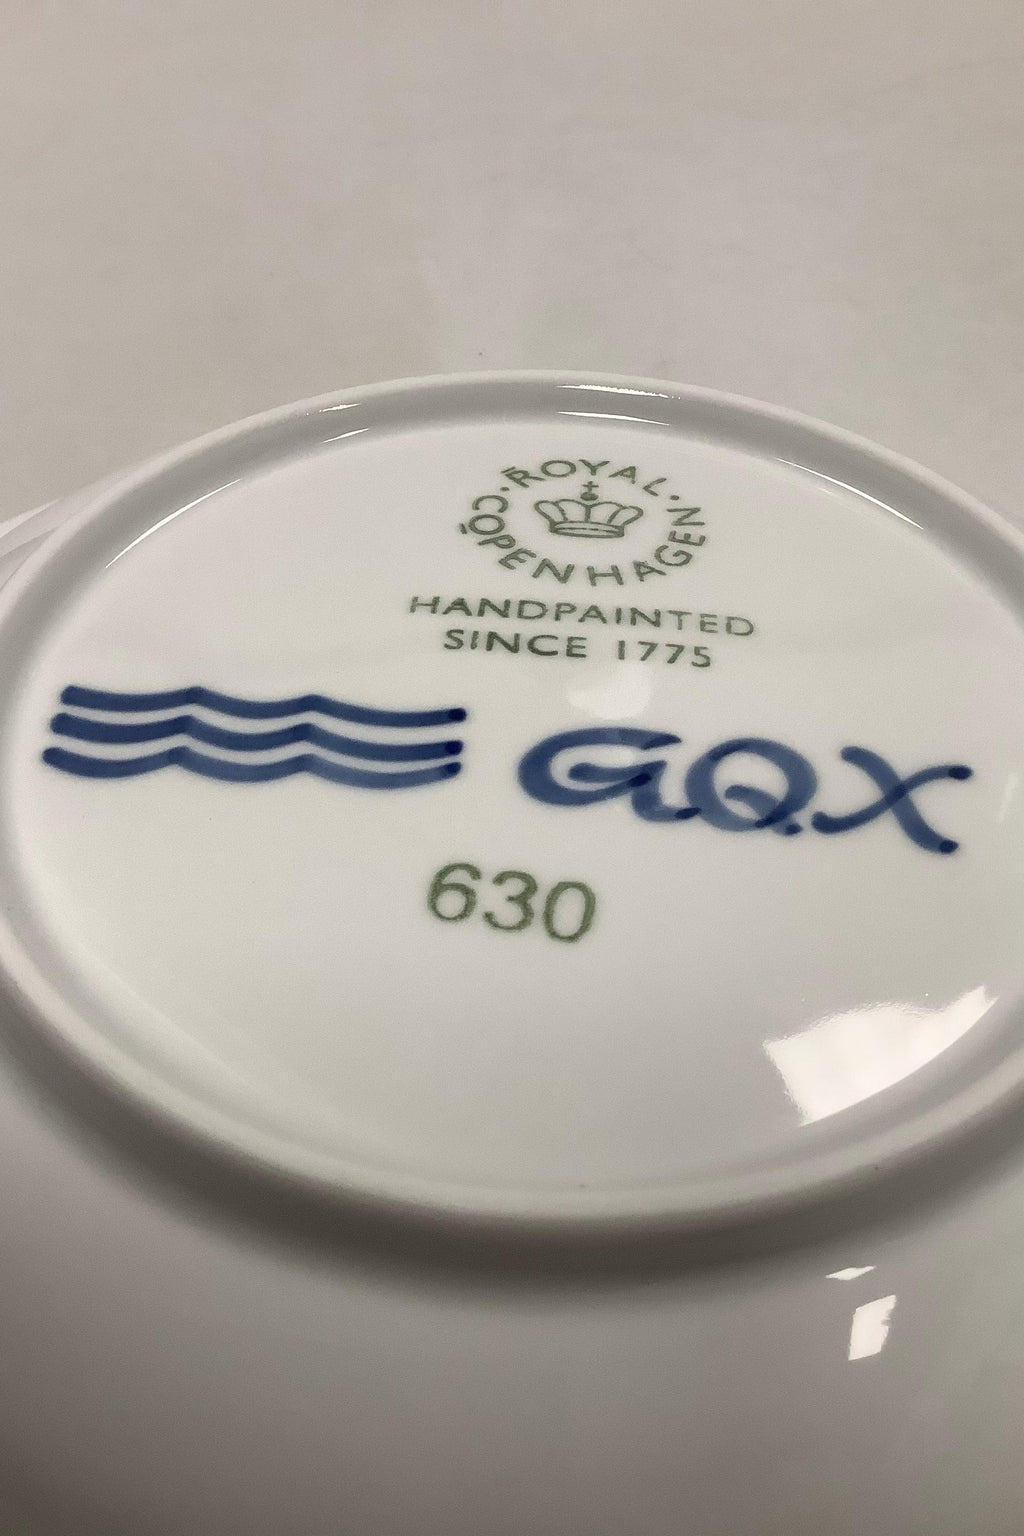 ROYAL · COPENHAGEN ·
HANDPAINTED
SINCE 1775
G.Q.X
630